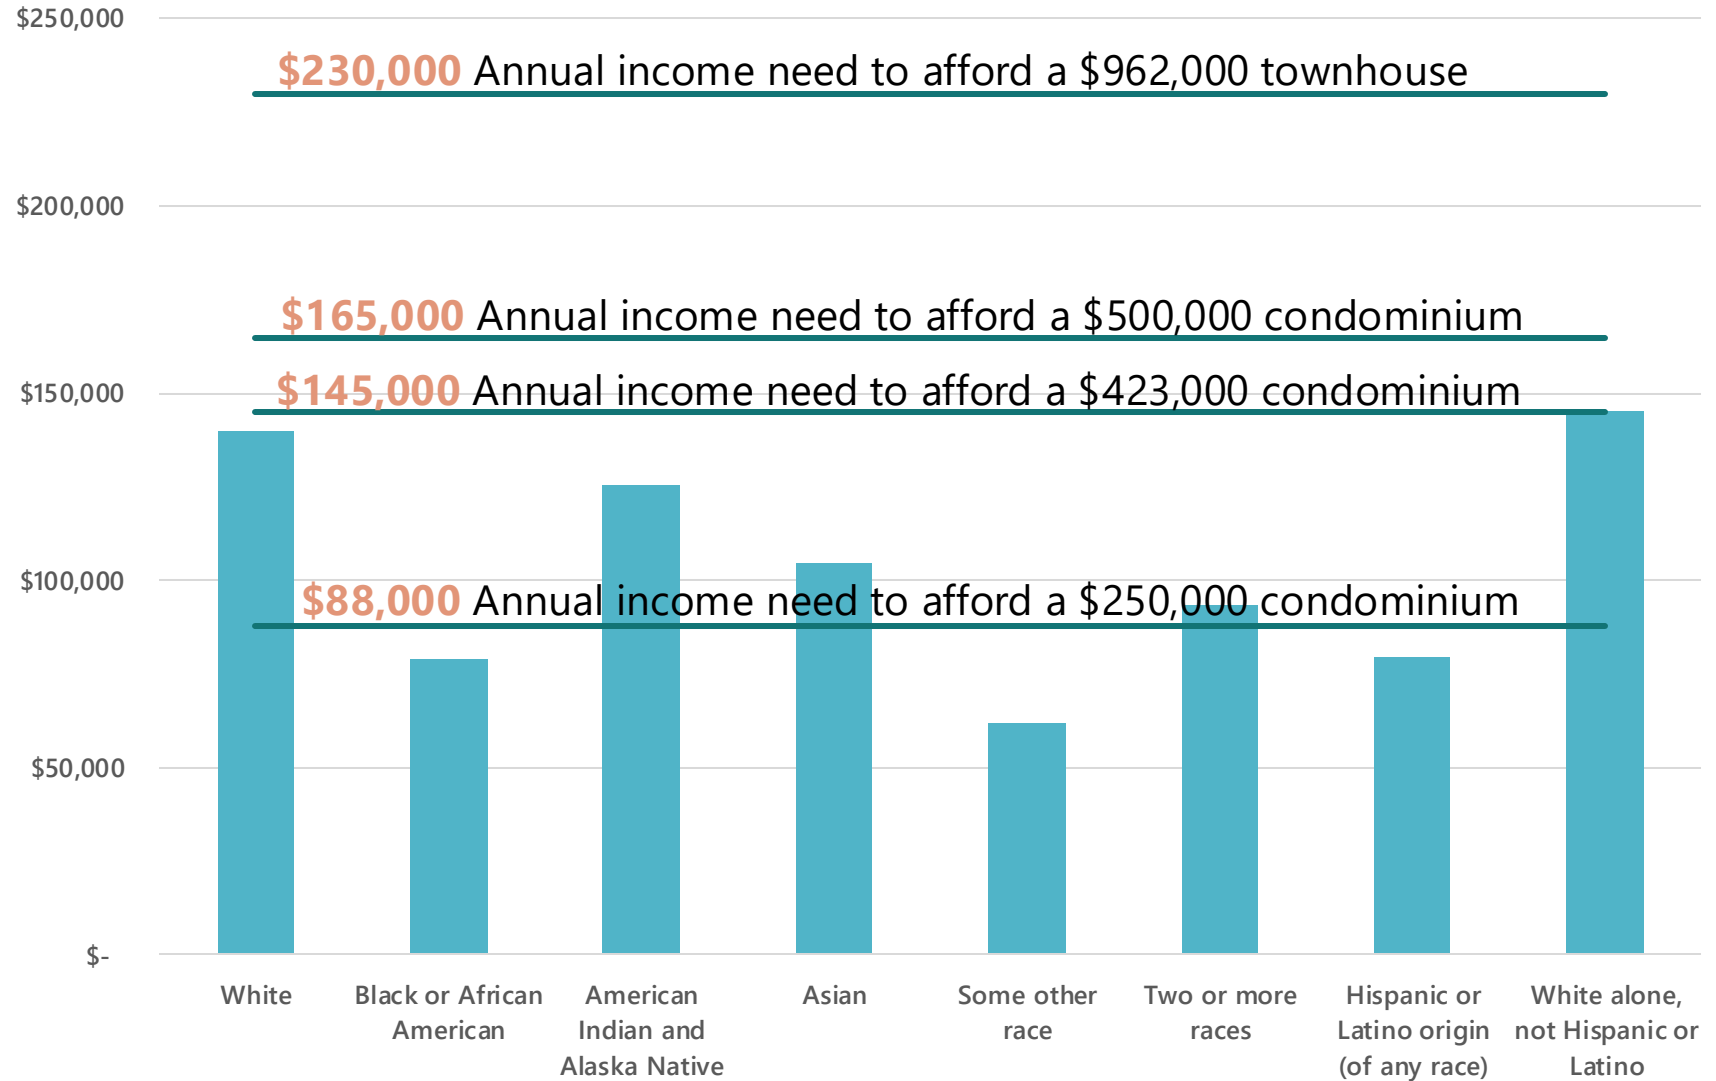 $250,000
$230,000 Annual income need to afford a $962,000 townhouse
$200,000
$165,000 Annual income need to afford a $500,000 condominium
$150,000
$145,000 Annual income need to afford a $423,000 condominium
$100,000
$88,000 Annual income need to afford a $250,000 condominium
$50,000
$-
White
Black or African
American
American
Indian and
Alaska Native
Asian
Some other
race
Two or more
races
Hispanic or
Latino origin
(of any race)
White alone,
not Hispanic or
Latino